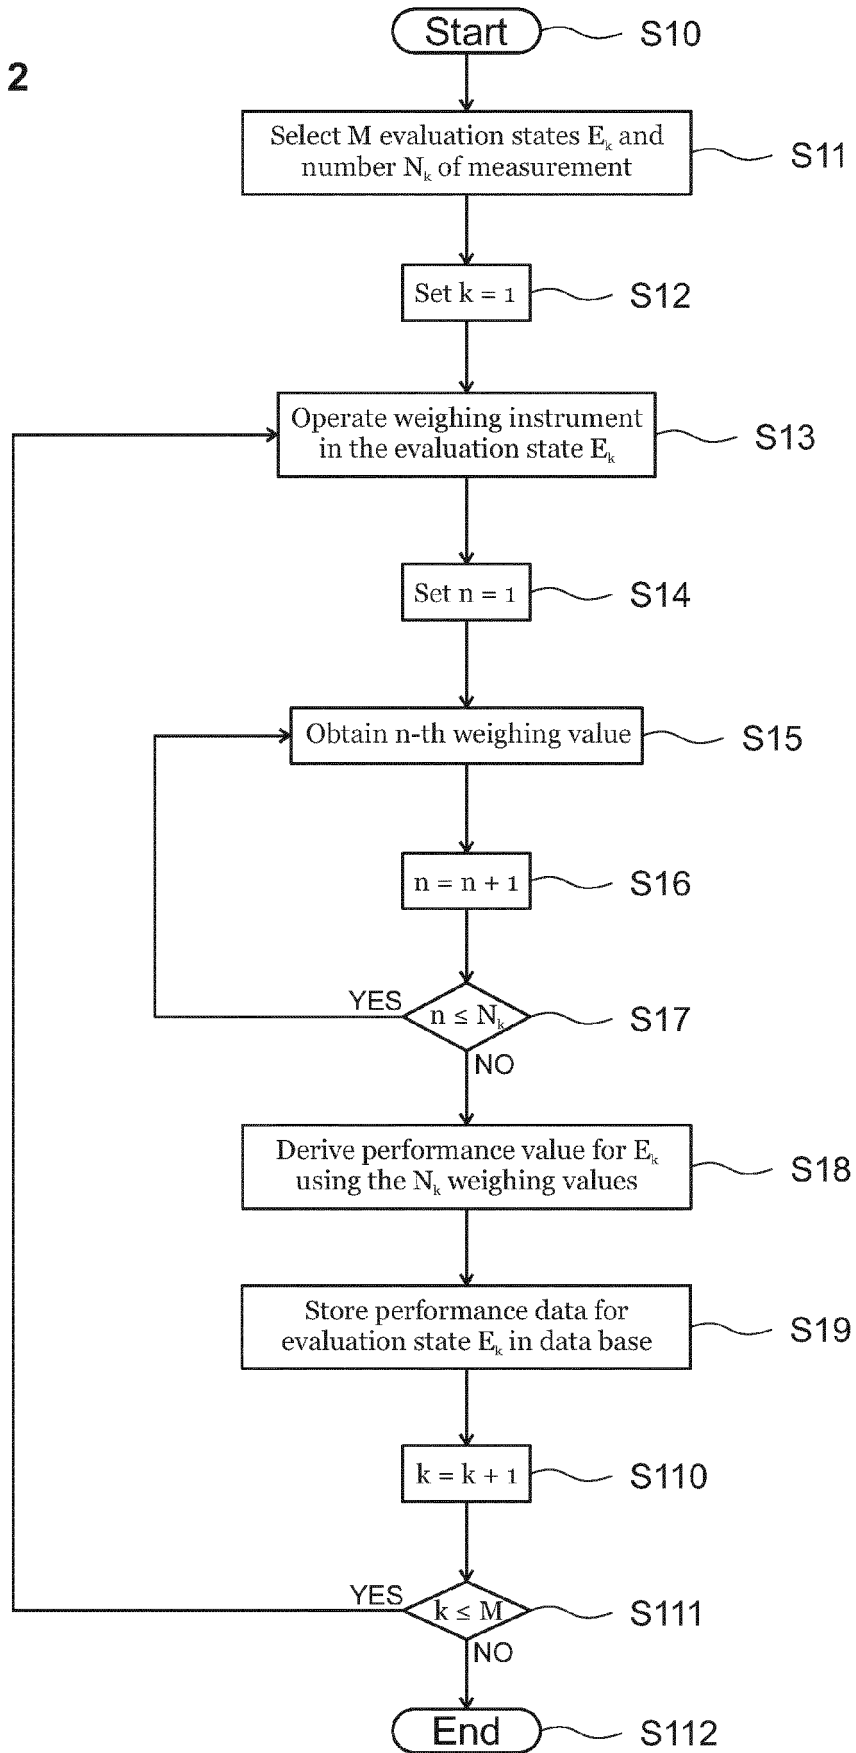 Start
S10
2
Select M evaluation states Eₖ and
number Nₖ of measurement
S11
Set k = 1
S12
Operate weighing instrument
in the evaluation state Eₖ
S13
Set n = 1
S14
Obtain n-th weighing value
S15
n = n + 1
S16
YES
n ≤ Nₖ
S17
NO
Derive performance value for Eₖ
using the Nₖ weighing values
S18
Store performance data for
evaluation state Eₖ in data base
S19
k = k + 1
S110
YES
k ≤ M
S111
NO
End
S112